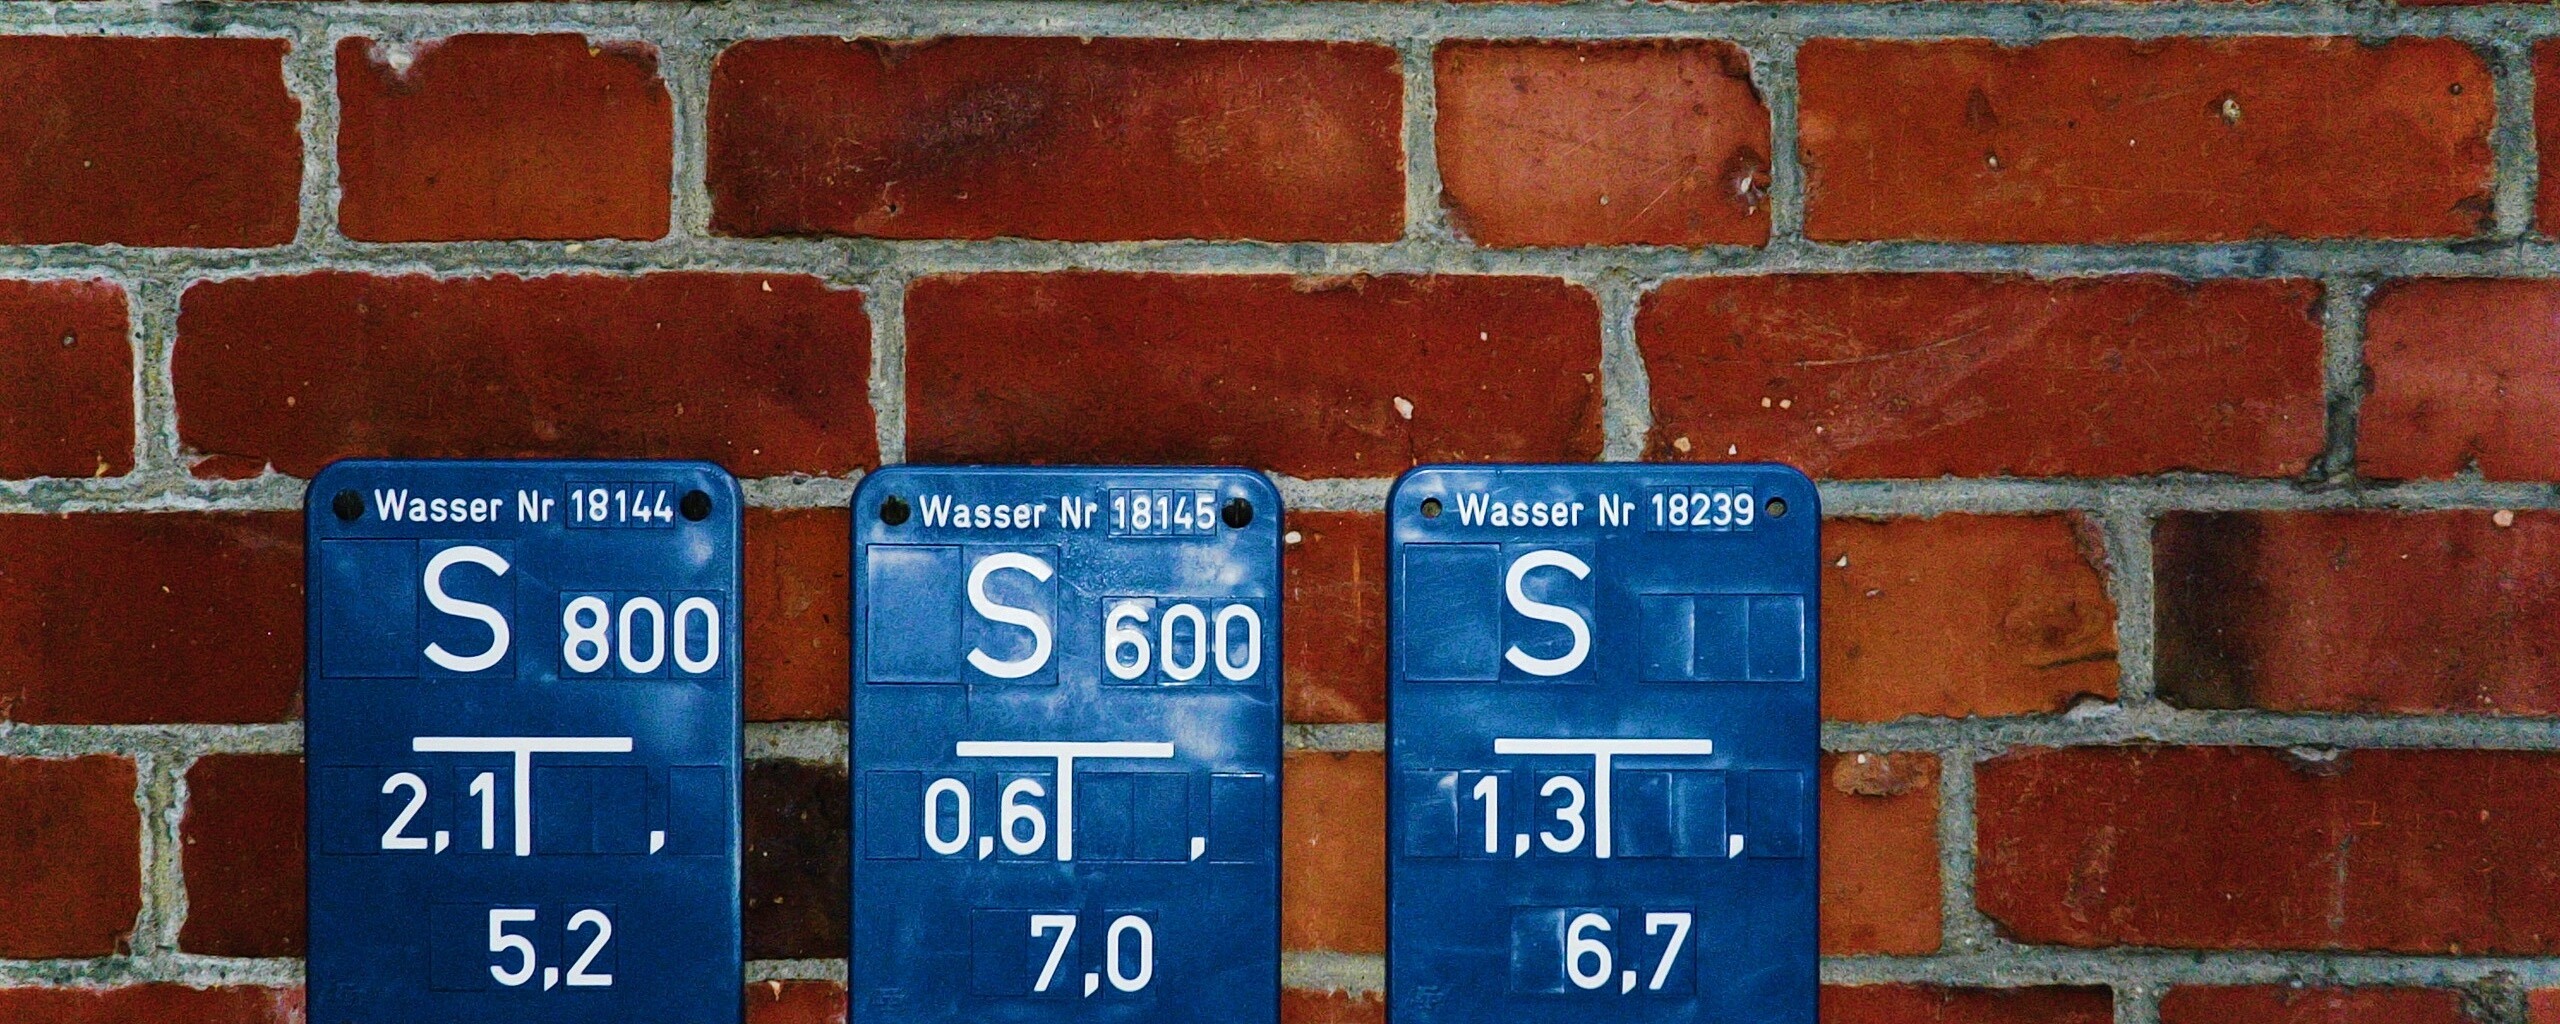 Wasser Nr 18144
S 800
2,1 T ,
5,2
Wasser Nr 18145
S 600
0,6 T ,
7,0
Wasser Nr 18239
S
1,3 T ,
6,7